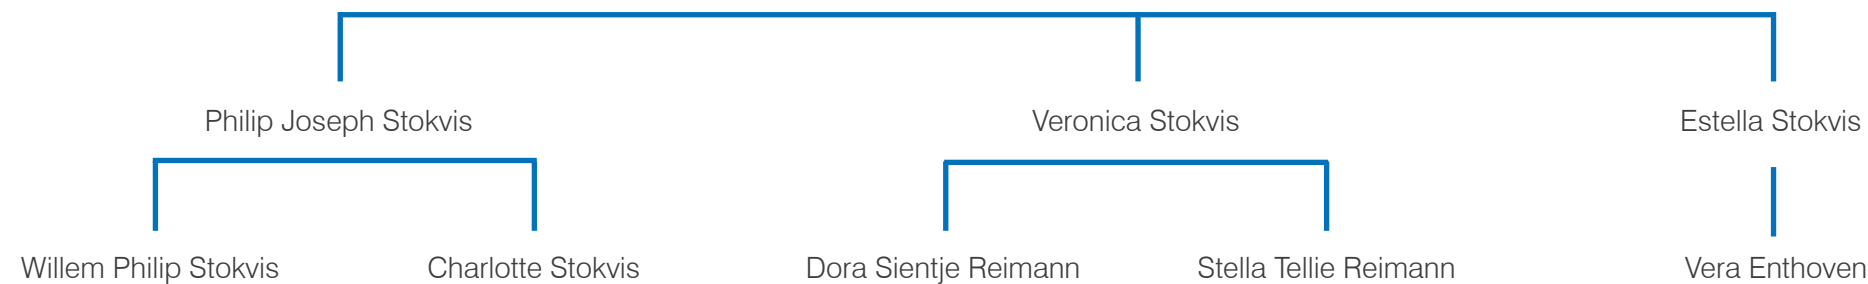 Philip Joseph Stokvis
Veronica Stokvis
Estella Stokvis
Willem Philip Stokvis
Charlotte Stokvis
Dora Sientje Reimann
Stella Tellie Reimann
Vera Enthoven